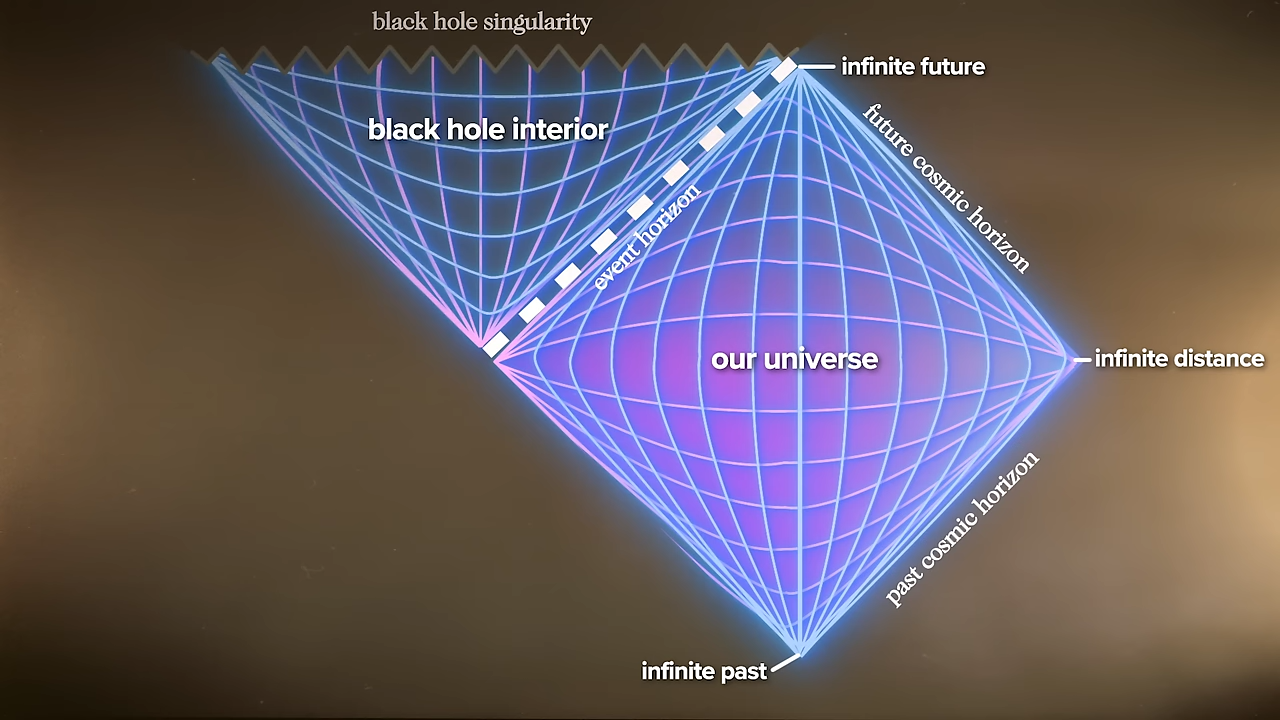 black hole singularity
infinite future
black hole interior
future cosmic horizon
event horizon
our universe
infinite distance
past cosmic horizon
infinite past